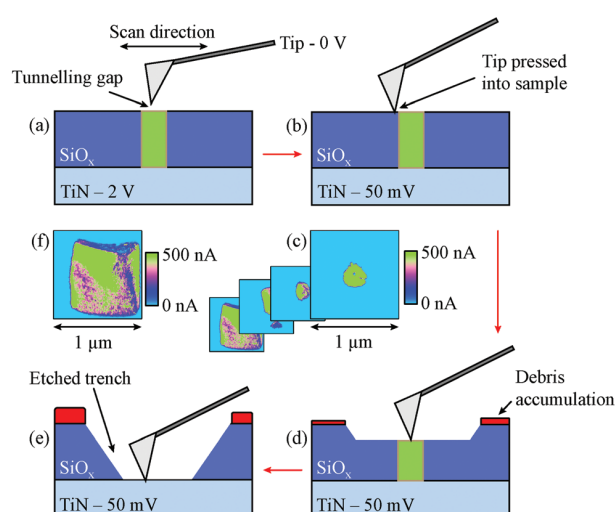 Scan direction
Tip - 0 V
Tunnelling gap
Tip pressed
into sample
(a)
(b)
SiOx
SiOx
TiN – 2 V
TiN – 50 mV
(f)
(c)
500 nA
500 nA
0 nA
0 nA
1 µm
1 µm
Etched trench
Debris
accumulation
(e)
(d)
SiOx
SiOx
TiN – 50 mV
TiN – 50 mV